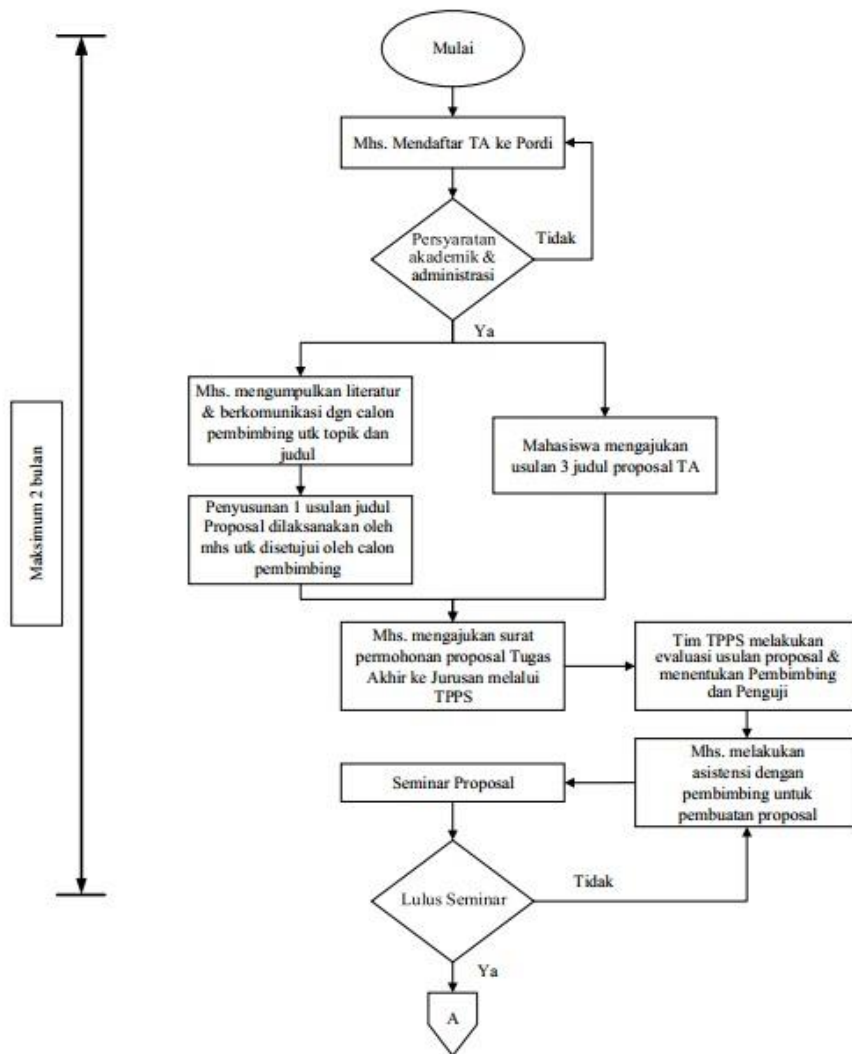 Mulai
Mhs. Mendaftar TA ke Pordi
Persyaratan
akademik &
administrasi
Tidak
Ya
Mhs. mengumpulkan literatur
& berkomunikasi dgn calon
pembimbing utk topik dan
judul
Mahasiswa mengajukan
usulan 3 judul proposal TA
Penyusunan 1 usulan judul
Proposal dilaksanakan oleh
mhs utk disetujui oleh calon
pembimbing
Maksimum 2 bulan
Mhs. mengajukan surat
permohonan proposal Tugas
Akhir ke Jurusan melalui
TPPS
Tim TPPS melakukan
evaluasi usulan proposal &
menentukan Pembimbing
dan Penguji
Mhs. melakukan
asistensi dengan
pembimbing untuk
pembuatan proposal
Seminar Proposal
Lulus Seminar
Tidak
Ya
A